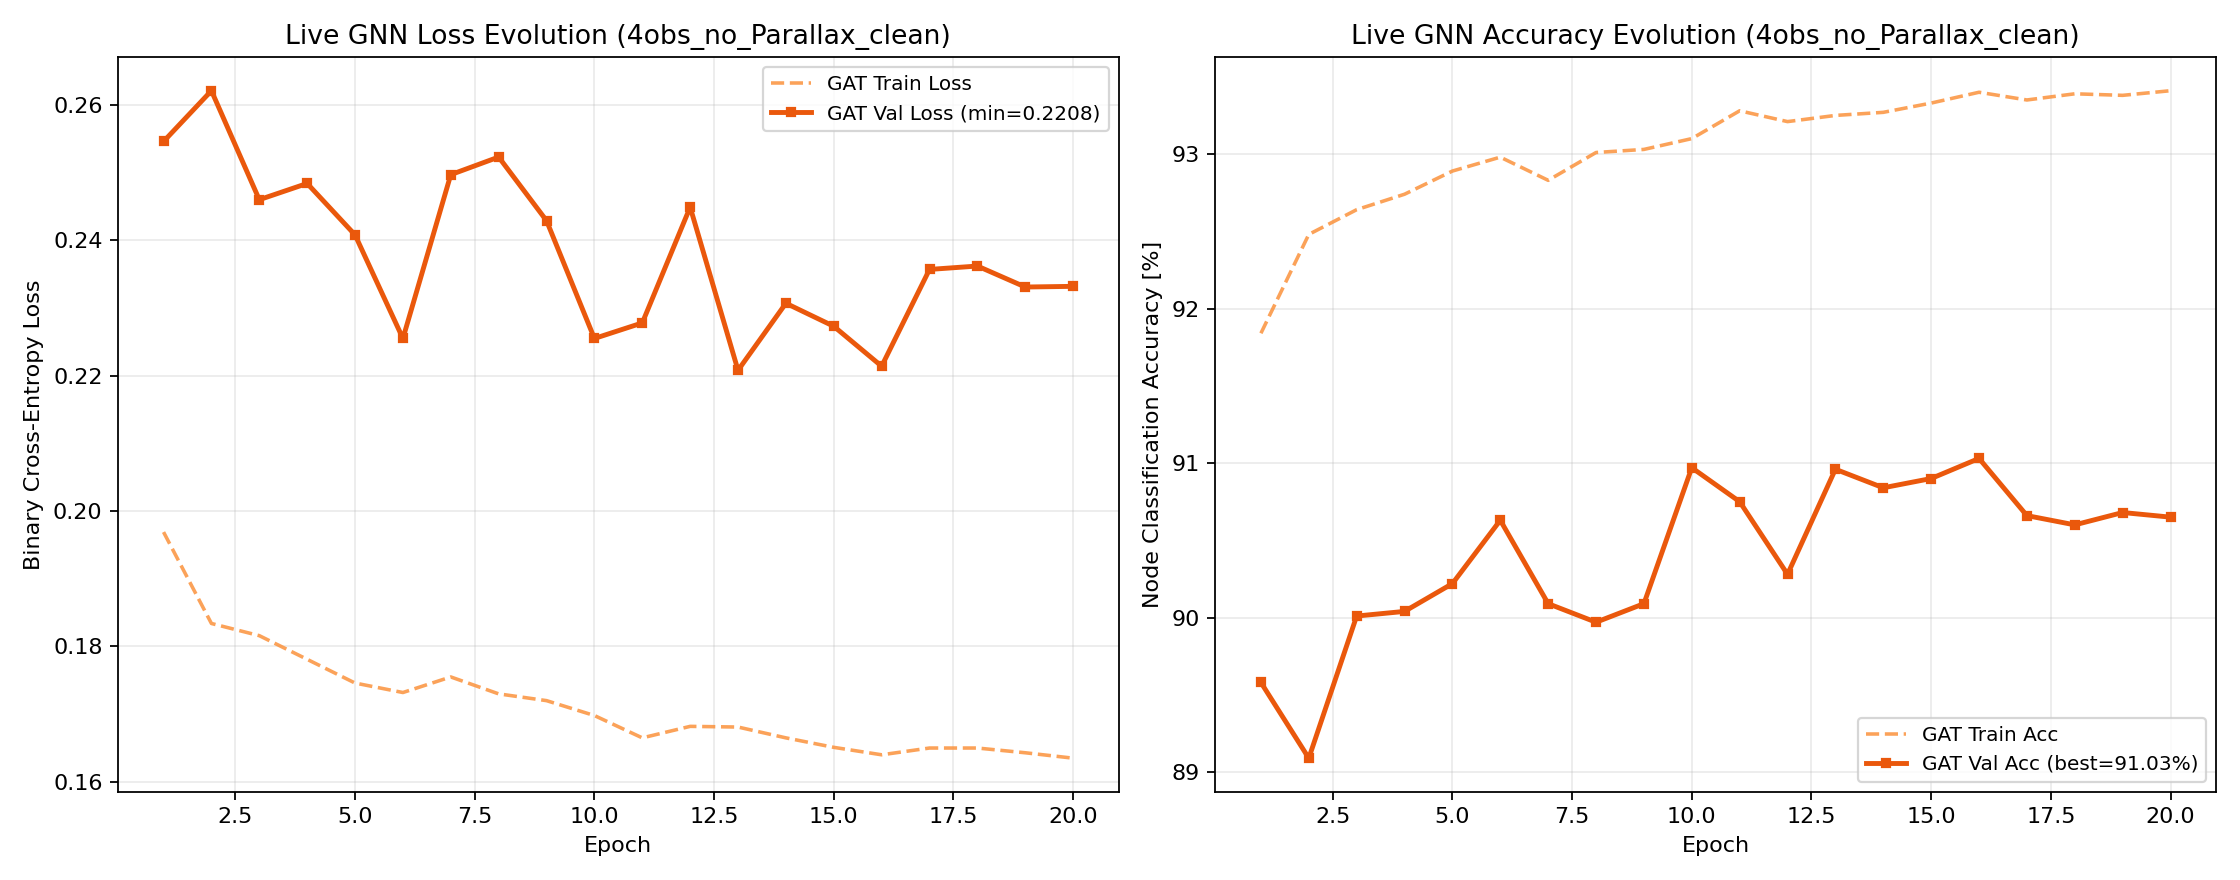 Live GNN Loss Evolution (4obs_no_Parallax_clean)
GAT Train Loss
GAT Val Loss (min=0.2208)
Binary Cross-Entropy Loss
0.26
0.24
0.22
0.20
0.18
0.16
2.5 5.0 7.5 10.0 12.5 15.0 17.5 20.0
Epoch
Live GNN Accuracy Evolution (4obs_no_Parallax_clean)
Node Classification Accuracy [%]
93
92
91
90
89
GAT Train Acc
GAT Val Acc (best=91.03%)
2.5 5.0 7.5 10.0 12.5 15.0 17.5 20.0
Epoch